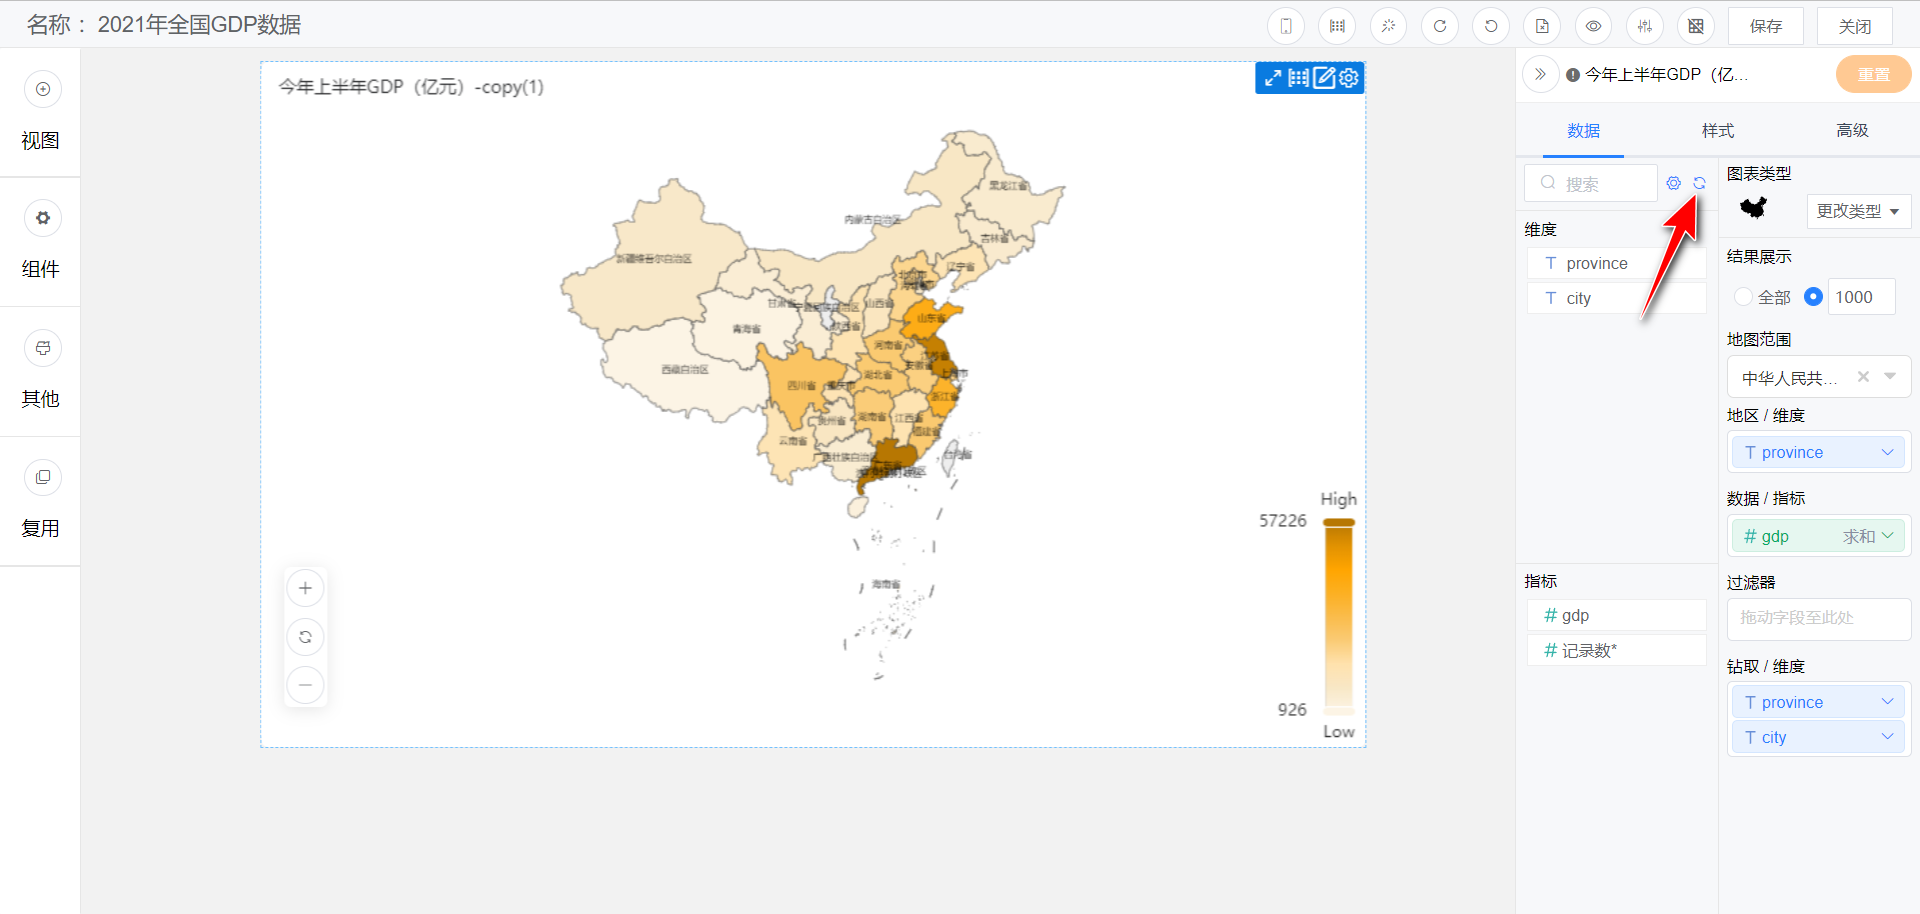 名称： 2021年全国GDP数据
保存
关闭
视图
组件
其他
复用
今年上半年GDP（亿元）-copy(1)
黑龙江省
内蒙古自治区
吉林省
新疆维吾尔自治区
辽宁省
北京市
甘肃省
宁夏回族自治区
山西省
陕西省
山东省
青海省
河南省
江苏省
安徽省
西藏自治区
上海市
四川省
重庆市
湖北省
浙江省
贵州省
湖南省
江西省
福建省
云南省
广西壮族自治区
台湾省
海南省
High
57226
926
Low
今年上半年GDP（亿...
重置
数据
样式
高级
搜索
维度
T province
T city
指标
# gdp
# 记录数*
图表类型
更改类型
结果展示
全部
1000
地图范围
中华人民共...
地区 / 维度
T province
数据 / 指标
# gdp 求和
过滤器
拖动字段至此处
钻取 / 维度
T province
T city